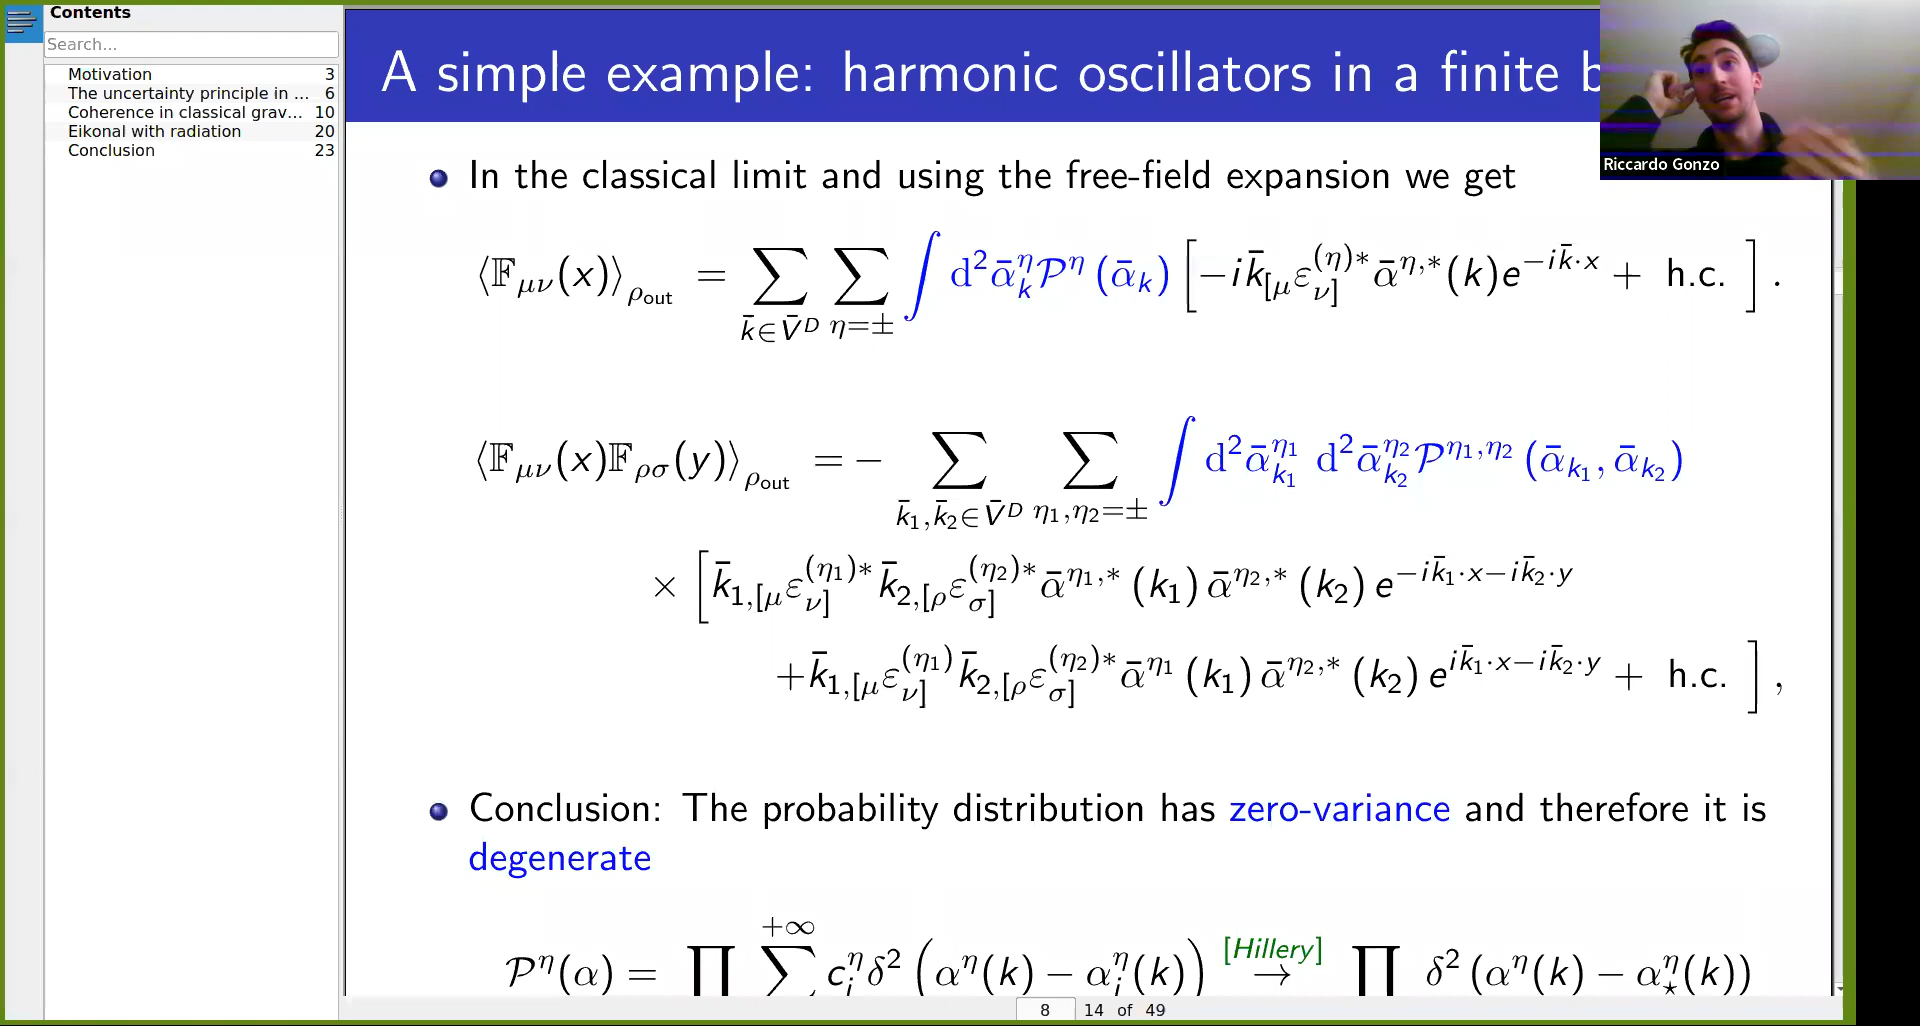 Contents
Search...
Motivation 3
The uncertainty principle in ... 6
Coherence in classical grav... 10
Eikonal with radiation 20
Conclusion 23
A simple example: harmonic oscillators in a finite b
Riccardo Gonzo
In the classical limit and using the free-field expansion we get
⟨𝔽_{μν}(x)⟩_{ρ_out} = ∑_{k̄∈V̄^D} ∑_{η=±} ∫ d²ᾱ_k^η 𝒫^η (ᾱ_k) [ −i k̄_{[μ} ε_{ν]}^{(η)*} ᾱ^{η,*}(k) e^{−ik̄·x} + h.c. ] .
⟨𝔽_{μν}(x)𝔽_{ρσ}(y)⟩_{ρ_out} = − ∑_{k̄_1,k̄_2∈V̄^D} ∑_{η_1,η_2=±} ∫ d²ᾱ_{k_1}^{η_1} d²ᾱ_{k_2}^{η_2} 𝒫^{η_1,η_2} (ᾱ_{k_1}, ᾱ_{k_2})
× [ k̄_{1,[μ} ε_{ν]}^{(η_1)*} k̄_{2,[ρ} ε_{σ]}^{(η_2)*} ᾱ^{η_1,*} (k_1) ᾱ^{η_2,*} (k_2) e^{−ik̄_1·x−ik̄_2·y}
+ k̄_{1,[μ} ε_{ν]}^{(η_1)} k̄_{2,[ρ} ε_{σ]}^{(η_2)*} ᾱ^{η_1} (k_1) ᾱ^{η_2,*} (k_2) e^{ik̄_1·x−ik̄_2·y} + h.c. ] ,
Conclusion: The probability distribution has zero-variance and therefore it is
degenerate
𝒫^η(α) = ∏ ∑^{+∞} c_i^η δ² (α^η(k) − α_i^η(k)) →^{[Hillery]} ∏ δ² (α^η(k) − α_⋆^η(k))
8 14 of 49